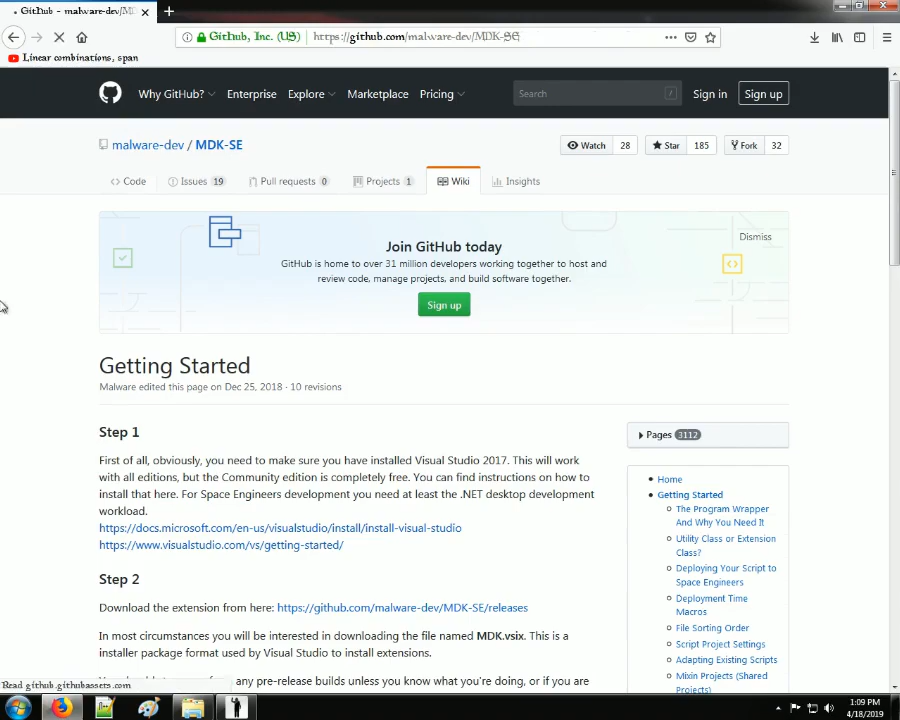 GitHub - malware-dev/M
GitHub, Inc. (US)
https://github.com/malware-dev/MDK-SE
Linear combinations, span
Why GitHub?
Enterprise
Explore
Marketplace
Pricing
Search
/
Sign in
Sign up
malware-dev / MDK-SE
Watch 28
Star 185
Fork 32
Code
Issues 19
Pull requests 0
Projects 1
Wiki
Insights
Join GitHub today
Dismiss
GitHub is home to over 31 million developers working together to host and
review code, manage projects, and build software together.
Sign up
Getting Started
Malware edited this page on Dec 25, 2018 · 10 revisions
Step 1
First of all, obviously, you need to make sure you have installed Visual Studio 2017. This will work
with all editions, but the Community edition is completely free. You can find instructions on how to
install that here. For Space Engineers development you need at least the .NET desktop development
workload.
https://docs.microsoft.com/en-us/visualstudio/install/install-visual-studio
https://www.visualstudio.com/vs/getting-started/
Step 2
Download the extension from here: https://github.com/malware-dev/MDK-SE/releases
In most circumstances you will be interested in downloading the file named MDK.vsix. This is a
installer package format used by Visual Studio to install extensions.
any pre-release builds unless you know what you're doing, or if you are
Pages 3112
Home
Getting Started
The Program Wrapper
And Why You Need It
Utility Class or Extension
Class?
Deploying Your Script to
Space Engineers
Deployment Time
Macros
File Sorting Order
Script Project Settings
Adapting Existing Scripts
Mixin Projects (Shared
Projects)
Read github.githubassets.com
1:09 PM
4/18/2019